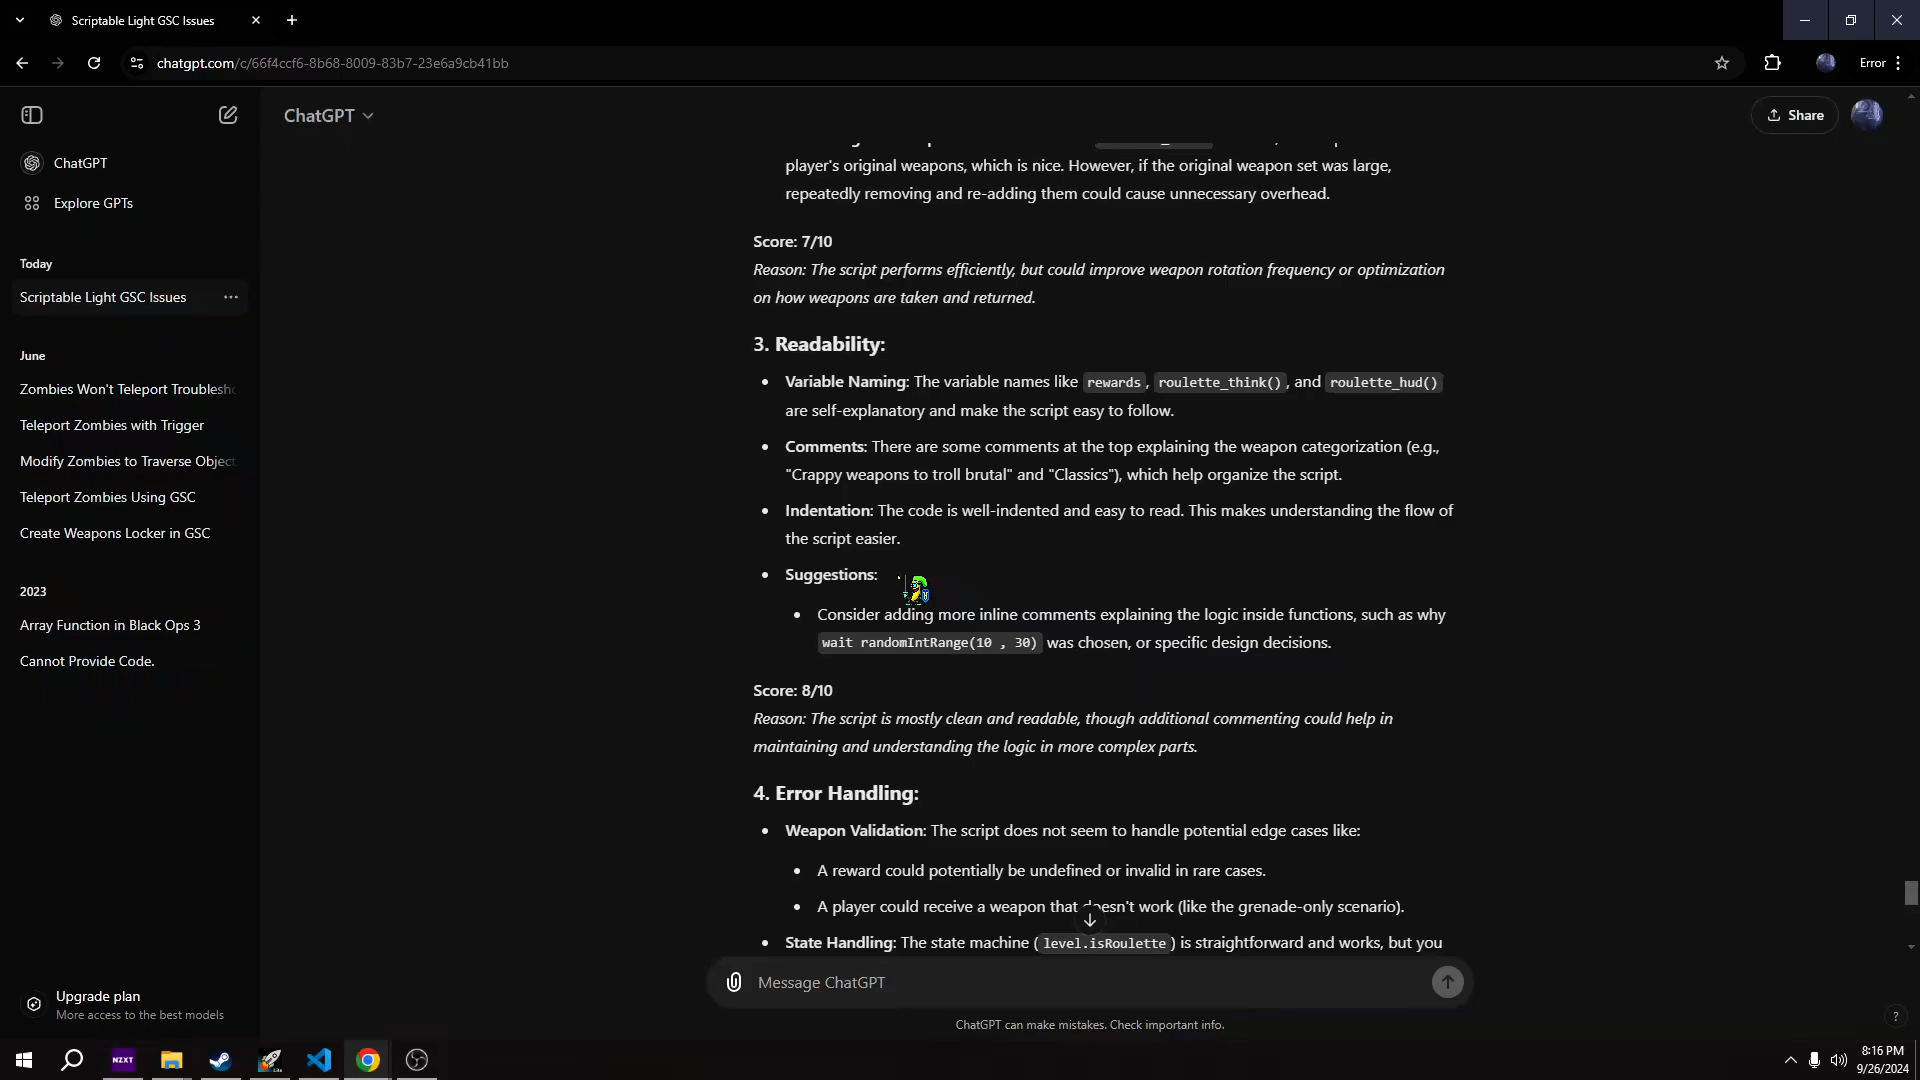 Scriptable Light GSC Issues
chatgpt.com/c/66f4ccf6-8b68-8009-83b7-23e6a9cb41bb
Error
ChatGPT
Share
ChatGPT
Explore GPTs
Today
Scriptable Light GSC Issues
June
Zombies Won't Teleport Troublesh
Teleport Zombies with Trigger
Modify Zombies to Traverse Object
Teleport Zombies Using GSC
Create Weapons Locker in GSC
2023
Array Function in Black Ops 3
Cannot Provide Code.
Upgrade plan
More access to the best models
player's original weapons, which is nice. However, if the original weapon set was large,
repeatedly removing and re-adding them could cause unnecessary overhead.
Score: 7/10
Reason: The script performs efficiently, but could improve weapon rotation frequency or optimization
on how weapons are taken and returned.
3. Readability:
Variable Naming: The variable names like rewards, roulette_think(), and roulette_hud()
are self-explanatory and make the script easy to follow.
Comments: There are some comments at the top explaining the weapon categorization (e.g.,
"Crappy weapons to troll brutal" and "Classics"), which help organize the script.
Indentation: The code is well-indented and easy to read. This makes understanding the flow of
the script easier.
Suggestions:
Consider adding more inline comments explaining the logic inside functions, such as why
wait randomIntRange(10 , 30) was chosen, or specific design decisions.
Score: 8/10
Reason: The script is mostly clean and readable, though additional commenting could help in
maintaining and understanding the logic in more complex parts.
4. Error Handling:
Weapon Validation: The script does not seem to handle potential edge cases like:
A reward could potentially be undefined or invalid in rare cases.
A player could receive a weapon that doesn't work (like the grenade-only scenario).
State Handling: The state machine (level.isRoulette) is straightforward and works, but you
Message ChatGPT
ChatGPT can make mistakes. Check important info.
?
NZXT
Lite
8:16 PM
9/26/2024